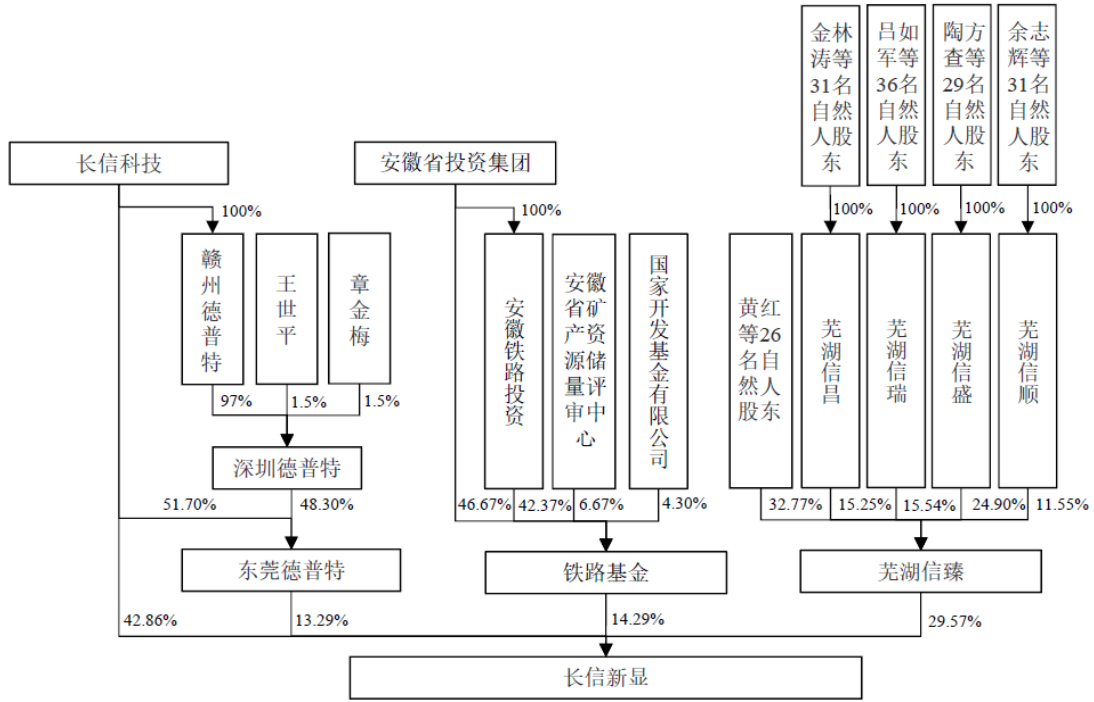 金林
涛等
31名
自然
人股
东
吕如
军等
36名
自然
人股
东
陶方
查等
29名
自然
人股
东
余志
辉等
31名
自然
人股
东
长信科技
安徽省投资集团
100%
100%
100%
100%
100%
100%
赣州德普特
王世平
章金梅
安徽铁路投资
安徽
省矿
产资
源储
量评
审中
心
国家开发基金有限公司
黄红
等26
名自
然人
股东
芜湖信昌
芜湖信瑞
芜湖信盛
芜湖信顺
97%
1.5%
1.5%
深圳德普特
51.70%
48.30%
46.67%
42.37%
6.67%
4.30%
32.77%
15.25%
15.54%
24.90%
11.55%
东莞德普特
铁路基金
芜湖信臻
42.86%
13.29%
14.29%
29.57%
长信新显